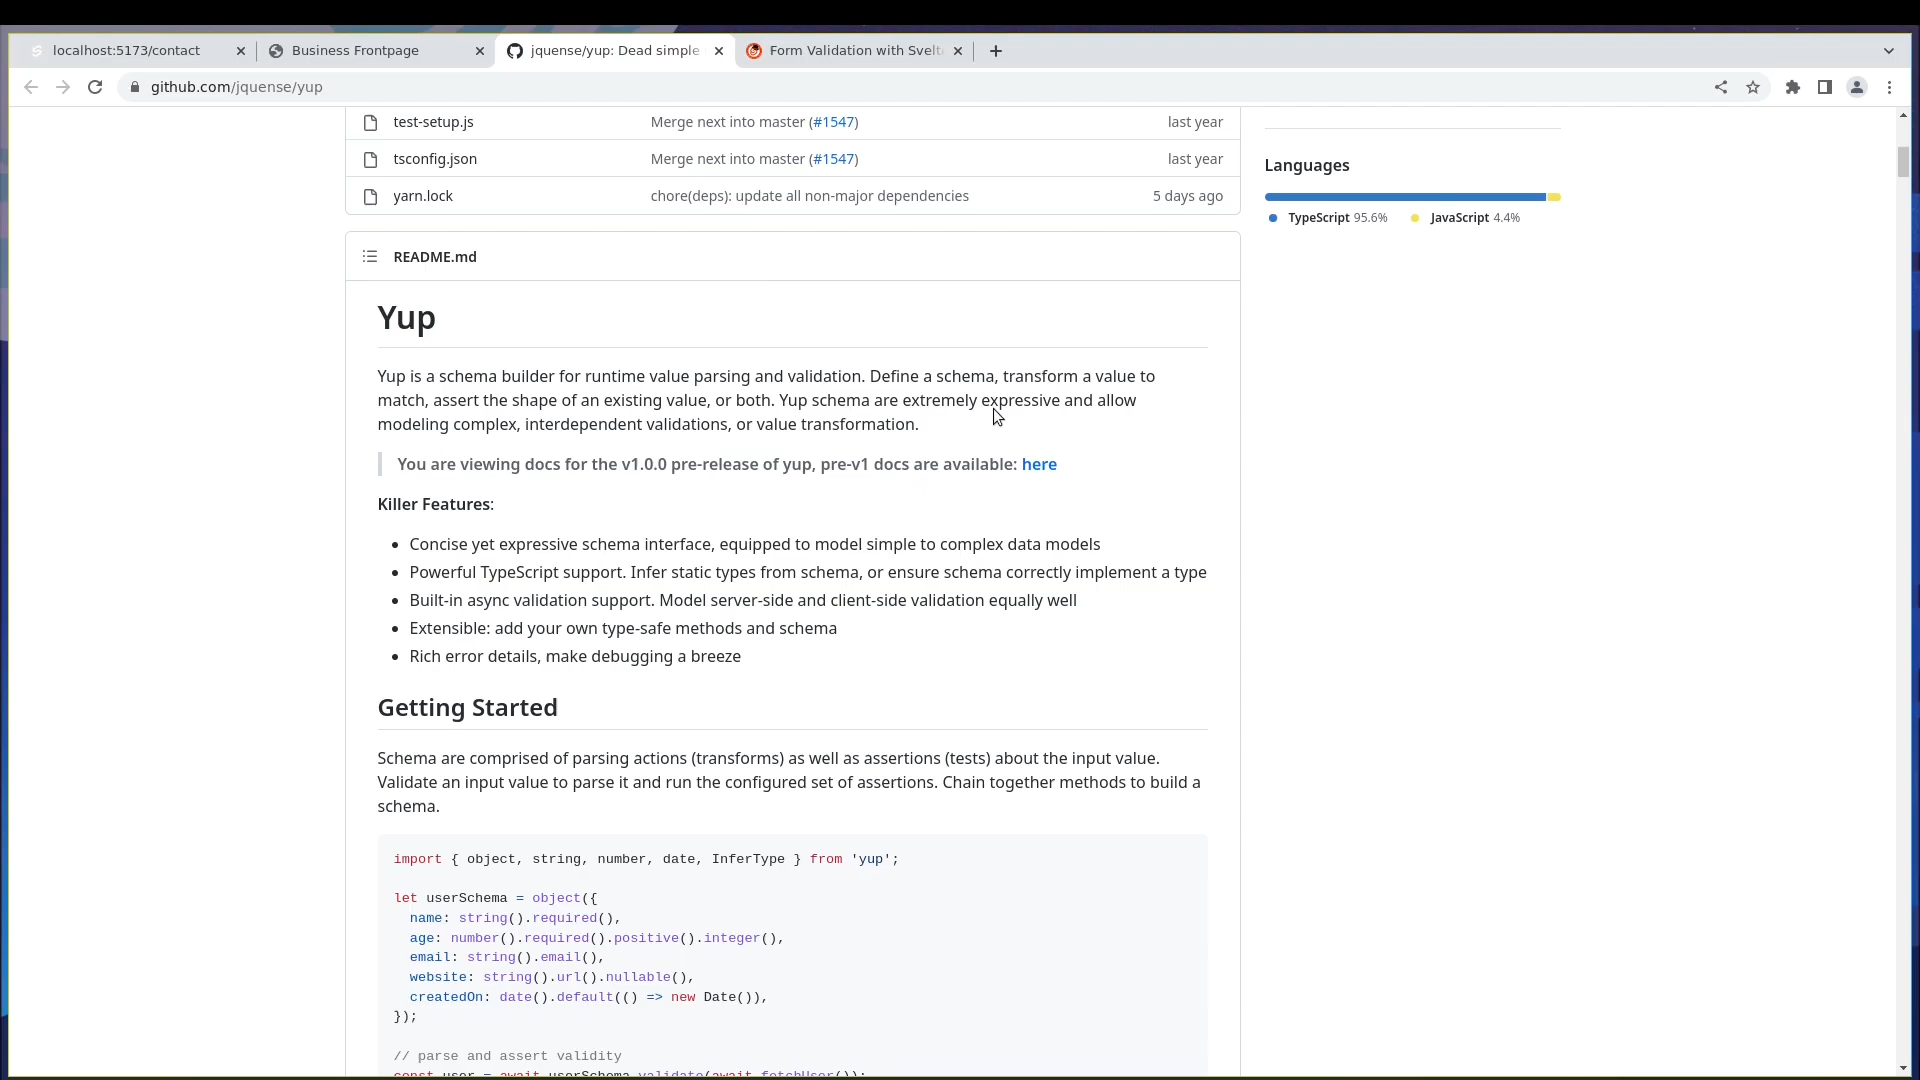 localhost:5173/contact
Business Frontpage
jquense/yup: Dead simple
Form Validation with Svelt
github.com/jquense/yup
test-setup.js Merge next into master (#1547) last year
tsconfig.json Merge next into master (#1547) last year
yarn.lock chore(deps): update all non-major dependencies 5 days ago
Languages
TypeScript 95.6% JavaScript 4.4%
README.md
Yup
Yup is a schema builder for runtime value parsing and validation. Define a schema, transform a value to
match, assert the shape of an existing value, or both. Yup schema are extremely expressive and allow
modeling complex, interdependent validations, or value transformation.
You are viewing docs for the v1.0.0 pre-release of yup, pre-v1 docs are available: here
Killer Features:
• Concise yet expressive schema interface, equipped to model simple to complex data models
• Powerful TypeScript support. Infer static types from schema, or ensure schema correctly implement a type
• Built-in async validation support. Model server-side and client-side validation equally well
• Extensible: add your own type-safe methods and schema
• Rich error details, make debugging a breeze
Getting Started
Schema are comprised of parsing actions (transforms) as well as assertions (tests) about the input value.
Validate an input value to parse it and run the configured set of assertions. Chain together methods to build a
schema.
import { object, string, number, date, InferType } from 'yup';
let userSchema = object({
  name: string().required(),
  age: number().required().positive().integer(),
  email: string().email(),
  website: string().url().nullable(),
  createdOn: date().default(() => new Date()),
});
// parse and assert validity
const user = await userSchema.validate(await fetchUser());